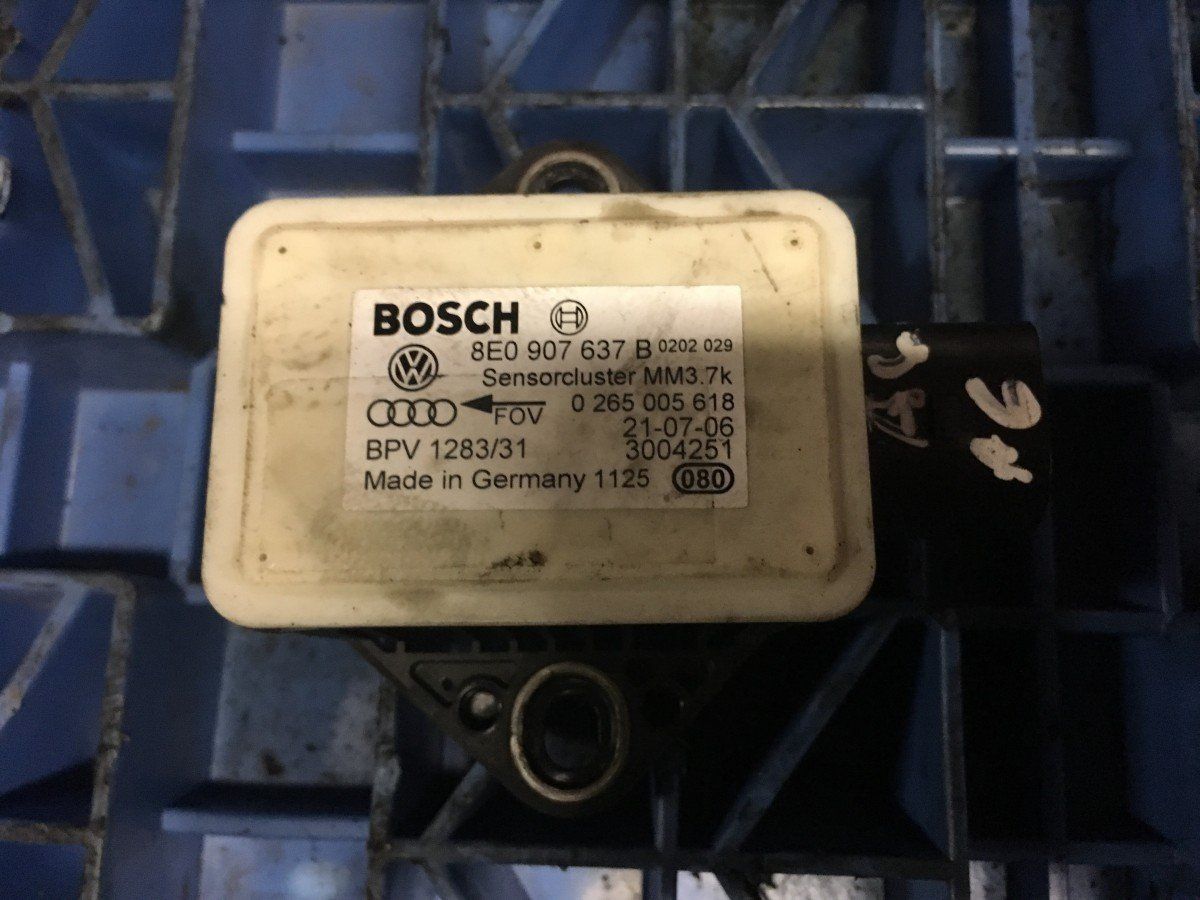 BOSCH
8E0 907 637 B 0202 029
Sensorcluster MM3.7k
FOV 0 265 005 618
21-07-06
BPV 1283/31 3004251
Made in Germany 1125 080